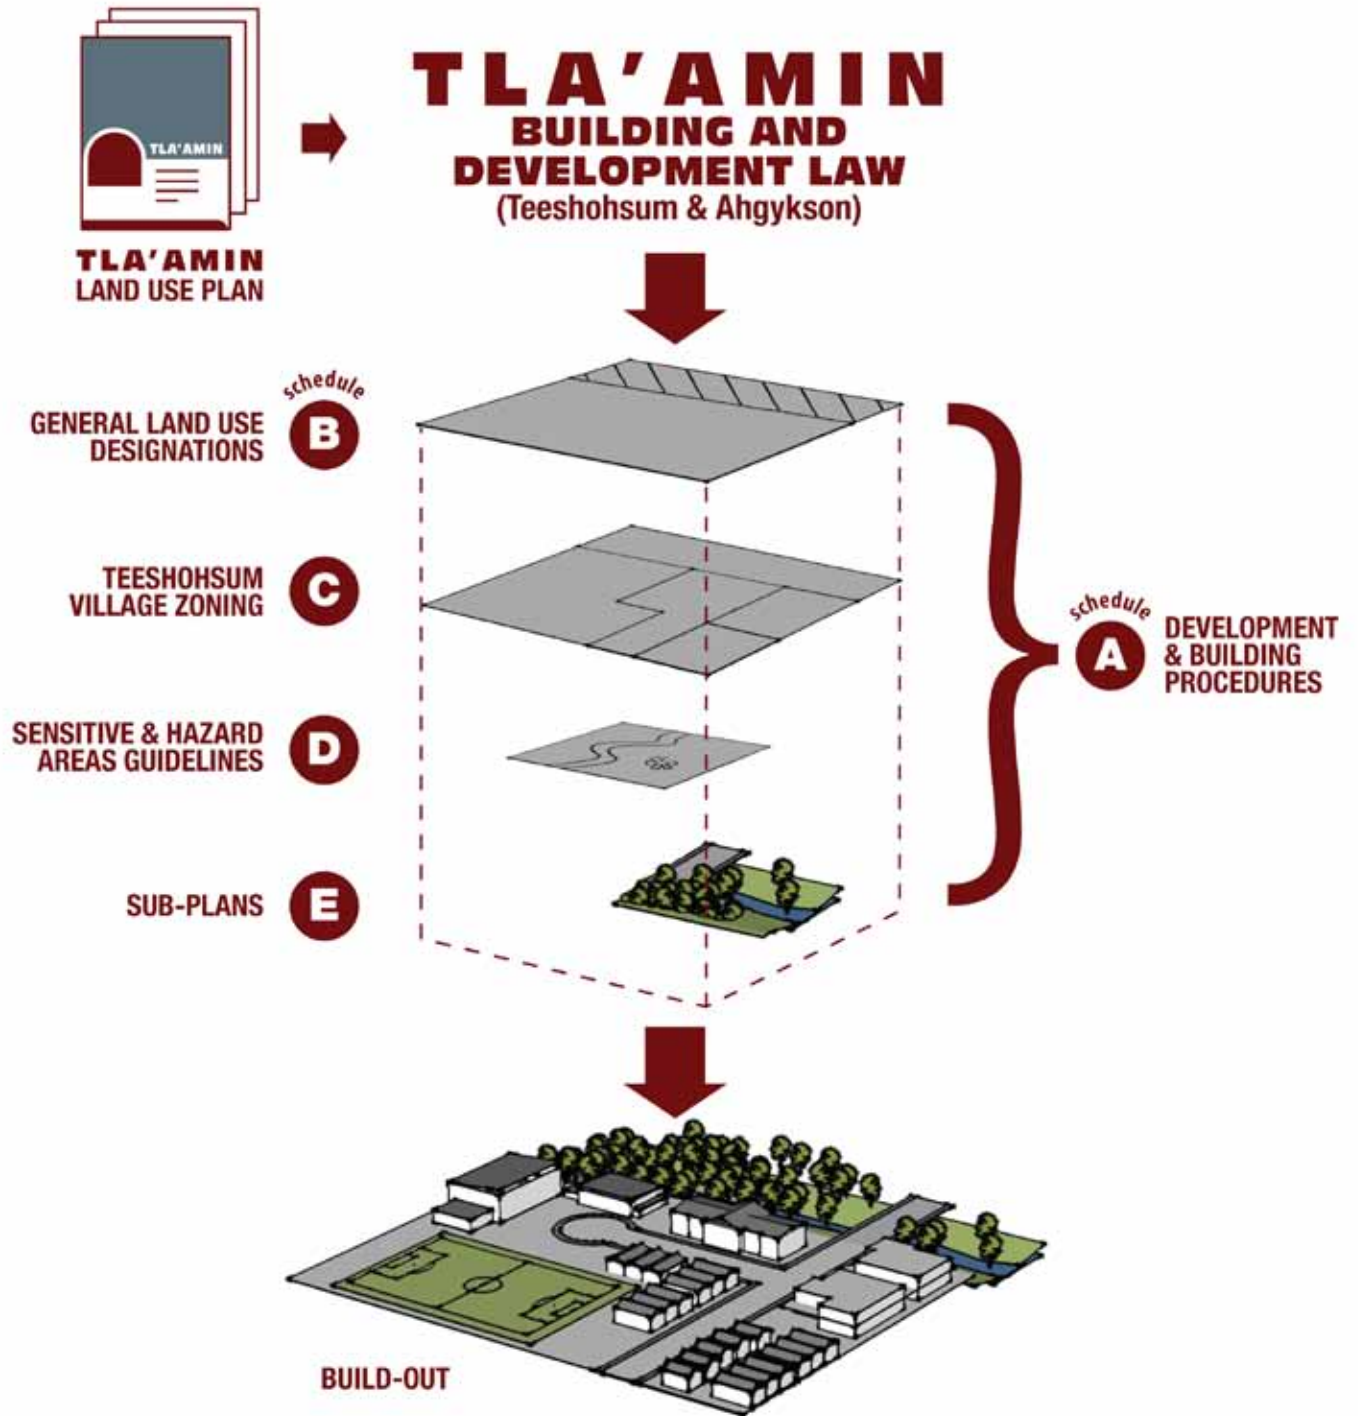 TLA'AMIN
TLA'AMIN
LAND USE PLAN
TLA'AMIN
BUILDING AND
DEVELOPMENT LAW
(Teeshohsum & Ahgykson)
schedule
B
GENERAL LAND USE
DESIGNATIONS
C
TEESHOHSUM
VILLAGE ZONING
D
SENSITIVE & HAZARD
AREAS GUIDELINES
E
SUB-PLANS
schedule
A
DEVELOPMENT
& BUILDING
PROCEDURES
BUILD-OUT